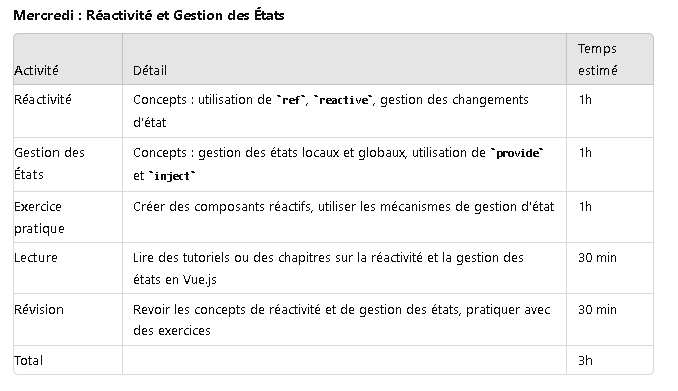 Mercredi : Réactivité et Gestion des États
Temps
Activité Détail estimé
Réactivité Concepts : utilisation de `ref`, `reactive`, gestion des changements 1h
d'état
Gestion des Concepts : gestion des états locaux et globaux, utilisation de `provide` 1h
États et `inject`
Exercice Créer des composants réactifs, utiliser les mécanismes de gestion d'état 1h
pratique
Lecture Lire des tutoriels ou des chapitres sur la réactivité et la gestion des 30 min
états en Vue.js
Révision Revoir les concepts de réactivité et de gestion des états, pratiquer avec 30 min
des exercices
Total 3h